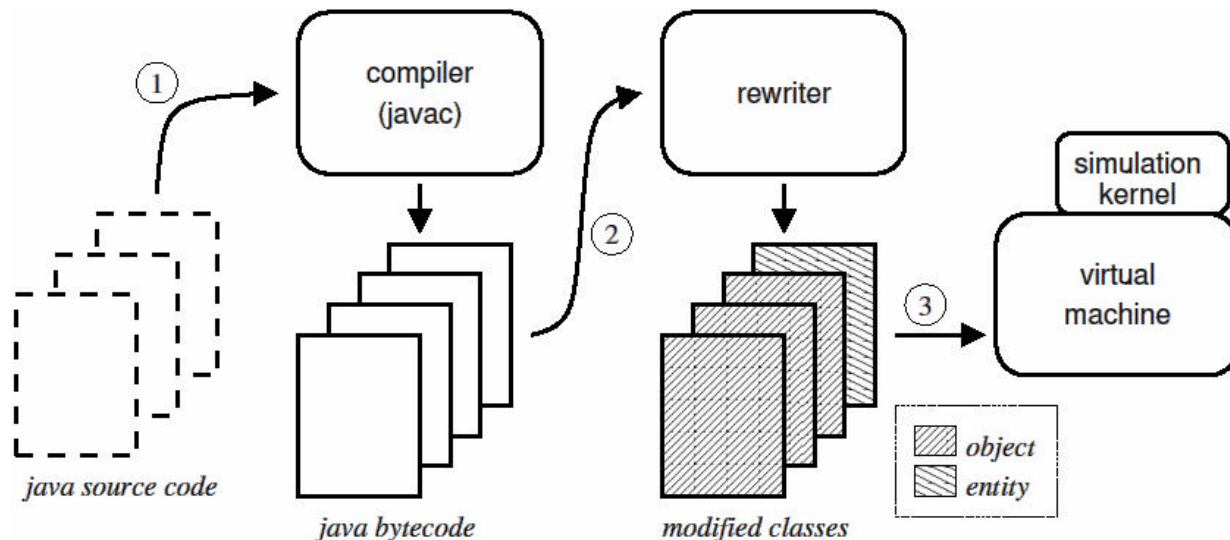 1
compiler
(javac)
rewriter
simulation
kernel
2
virtual
machine
3
object
entity
java source code
java bytecode
modified classes